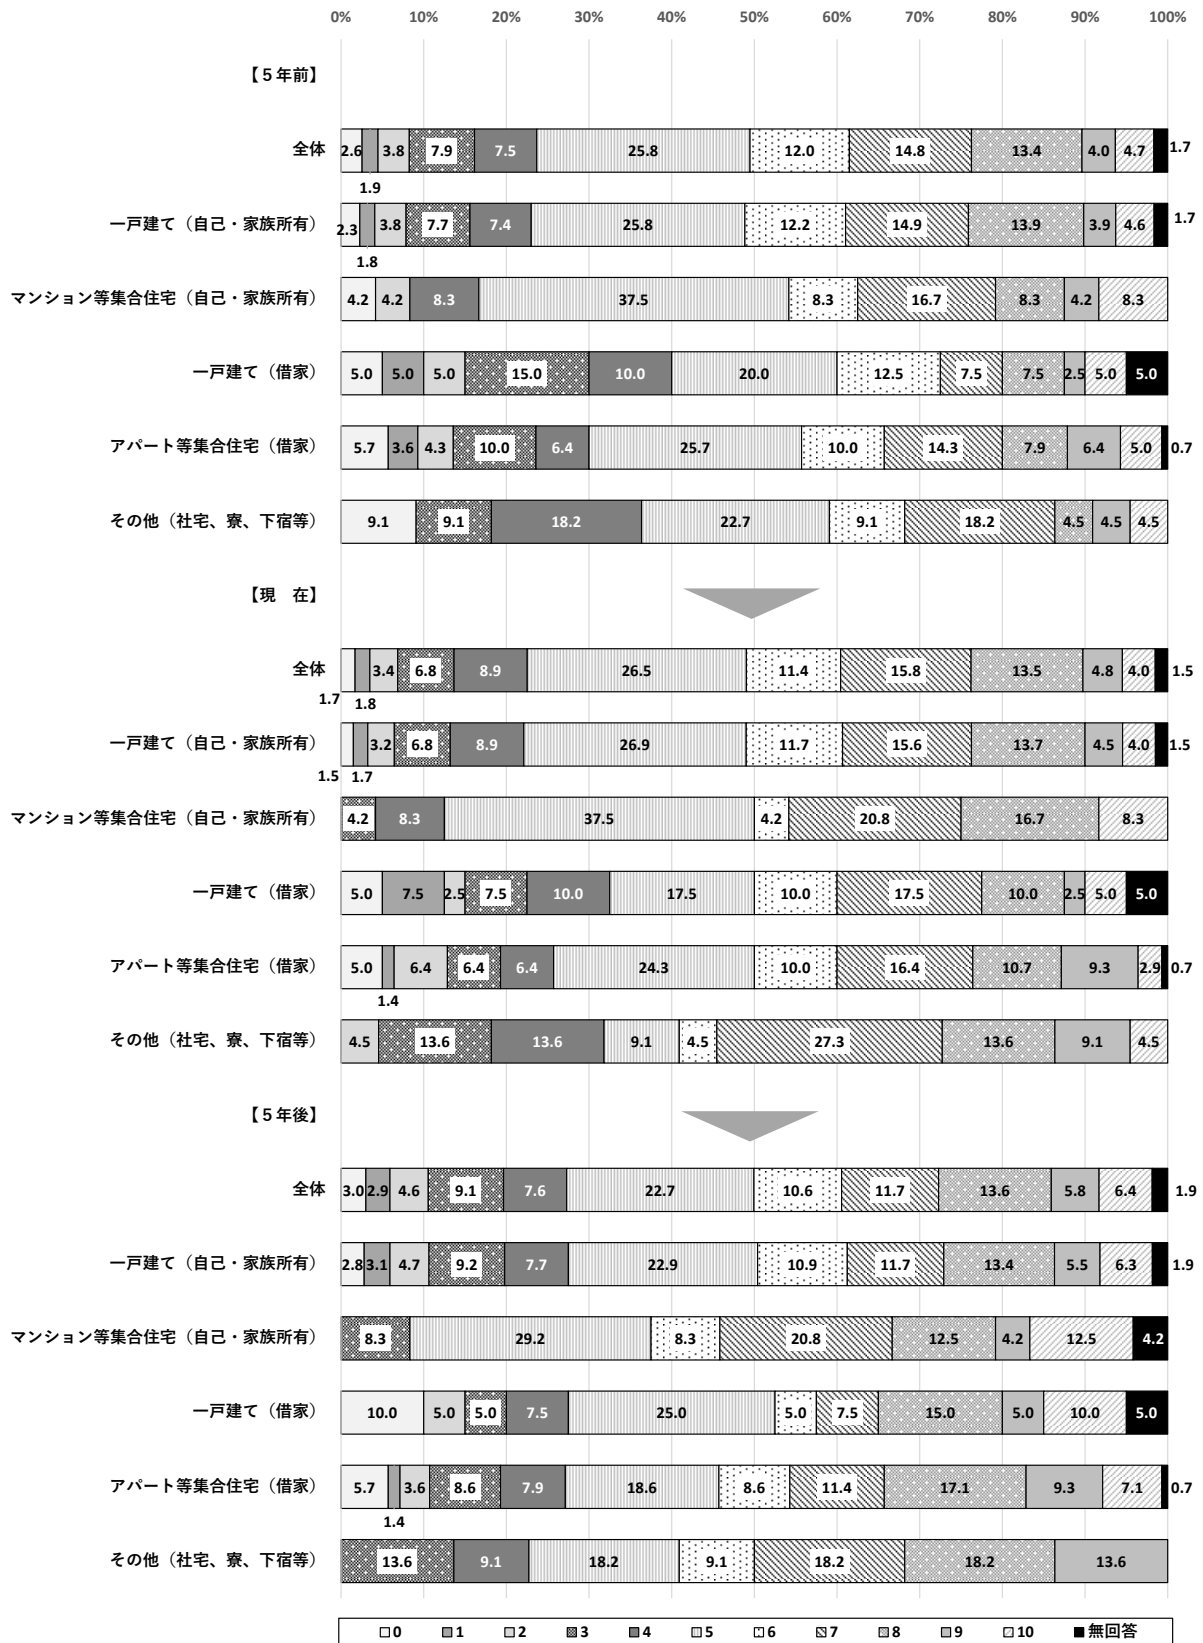 0% 10% 20% 30% 40% 50% 60% 70% 80% 90% 100%
【５年前】
全体 2.6 3.8 7.9 7.5 25.8 12.0 14.8 13.4 4.0 4.7 1.7
1.9
一戸建て（自己・家族所有） 2.3 3.8 7.7 7.4 25.8 12.2 14.9 13.9 3.9 4.6 1.7
1.8
マンション等集合住宅（自己・家族所有） 4.2 4.2 8.3 37.5 8.3 16.7 8.3 4.2 8.3
一戸建て（借家） 5.0 5.0 5.0 15.0 10.0 20.0 12.5 7.5 7.5 2.5 5.0 5.0
アパート等集合住宅（借家） 5.7 3.6 4.3 10.0 6.4 25.7 10.0 14.3 7.9 6.4 5.0 0.7
その他（社宅、寮、下宿等） 9.1 9.1 18.2 22.7 9.1 18.2 4.5 4.5 4.5
【現　在】
全体 3.4 6.8 8.9 26.5 11.4 15.8 13.5 4.8 4.0 1.5
1.7 1.8
一戸建て（自己・家族所有） 3.2 6.8 8.9 26.9 11.7 15.6 13.7 4.5 4.0 1.5
1.5 1.7
マンション等集合住宅（自己・家族所有） 4.2 8.3 37.5 4.2 20.8 16.7 8.3
一戸建て（借家） 5.0 7.5 2.5 7.5 10.0 17.5 10.0 17.5 10.0 2.5 5.0 5.0
アパート等集合住宅（借家） 5.0 6.4 6.4 6.4 24.3 10.0 16.4 10.7 9.3 2.9 0.7
1.4
その他（社宅、寮、下宿等） 4.5 13.6 13.6 9.1 4.5 27.3 13.6 9.1 4.5
【５年後】
全体 3.0 2.9 4.6 9.1 7.6 22.7 10.6 11.7 13.6 5.8 6.4 1.9
一戸建て（自己・家族所有） 2.8 3.1 4.7 9.2 7.7 22.9 10.9 11.7 13.4 5.5 6.3 1.9
マンション等集合住宅（自己・家族所有） 8.3 29.2 8.3 20.8 12.5 4.2 12.5 4.2
一戸建て（借家） 10.0 5.0 5.0 7.5 25.0 5.0 7.5 15.0 5.0 10.0 5.0
アパート等集合住宅（借家） 5.7 3.6 8.6 7.9 18.6 8.6 11.4 17.1 9.3 7.1 0.7
1.4
その他（社宅、寮、下宿等） 13.6 9.1 18.2 9.1 18.2 18.2 13.6
0 1 2 3 4 5 6 7 8 9 10 無回答